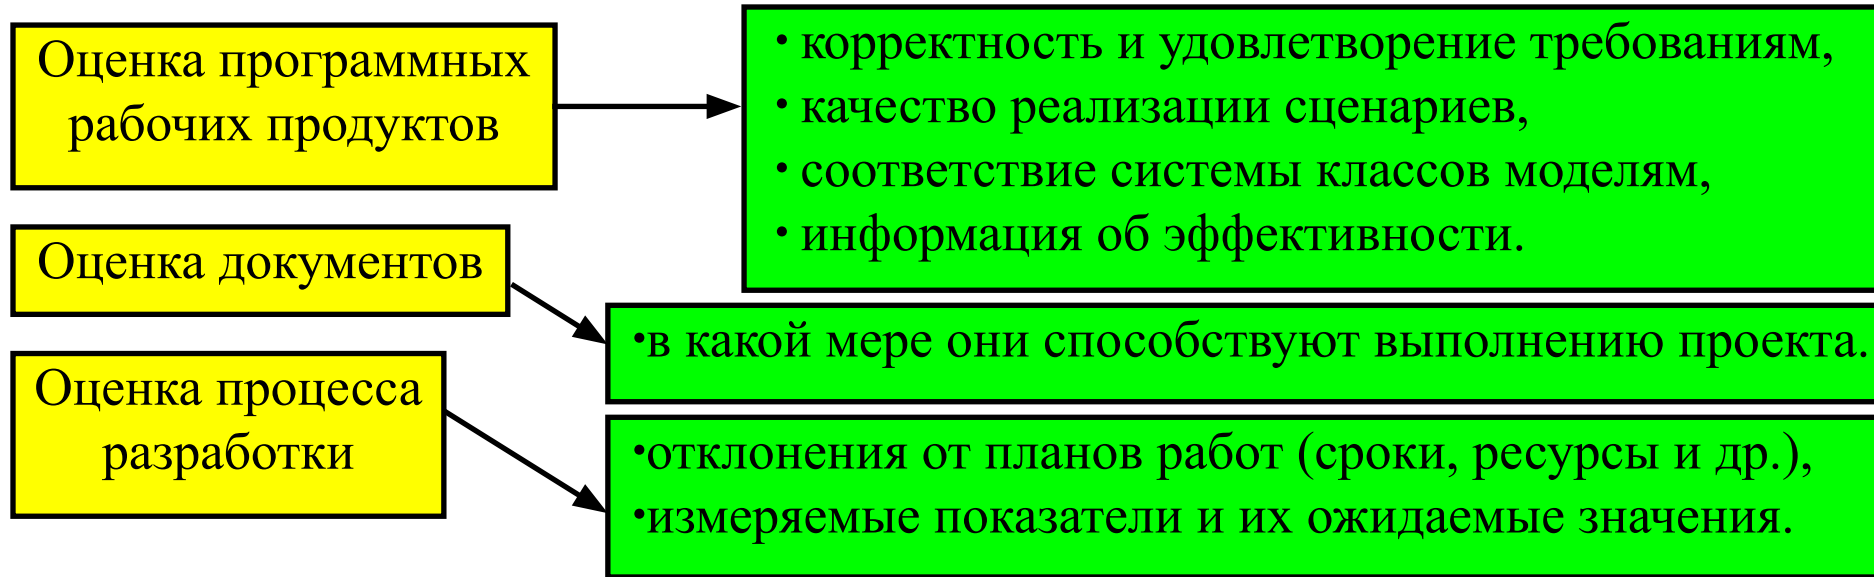 Оценка программных
рабочих продуктов
• корректность и удовлетворение требованиям,
• качество реализации сценариев,
• соответствие системы классов моделям,
• информация об эффективности.
Оценка документов
•в какой мере они способствуют выполнению проекта.
Оценка процесса
разработки
•отклонения от планов работ (сроки, ресурсы и др.),
•измеряемые показатели и их ожидаемые значения.